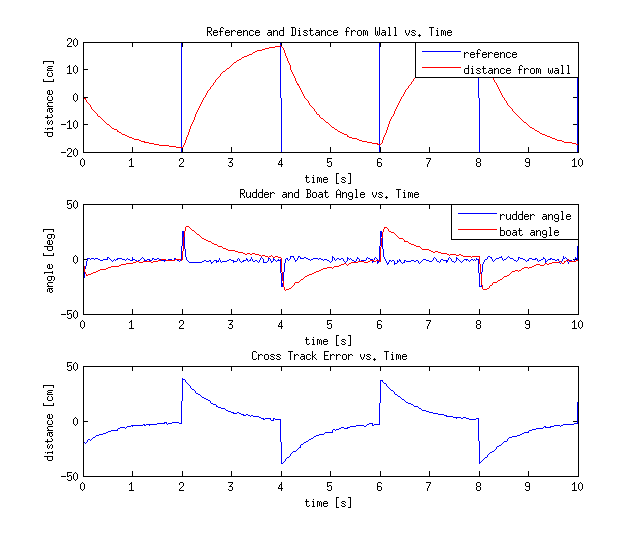 Reference and Distance from Wall vs. Time
distance [cm]
20
10
0
-10
-20
reference
distance from wall
0 1 2 3 4 5 6 7 8 9 10
time [s]
Rudder and Boat Angle vs. Time
angle [deg]
50
0
-50
rudder angle
boat angle
0 1 2 3 4 5 6 7 8 9 10
time [s]
Cross Track Error vs. Time
distance [cm]
50
0
-50
0 1 2 3 4 5 6 7 8 9 10
time [s]